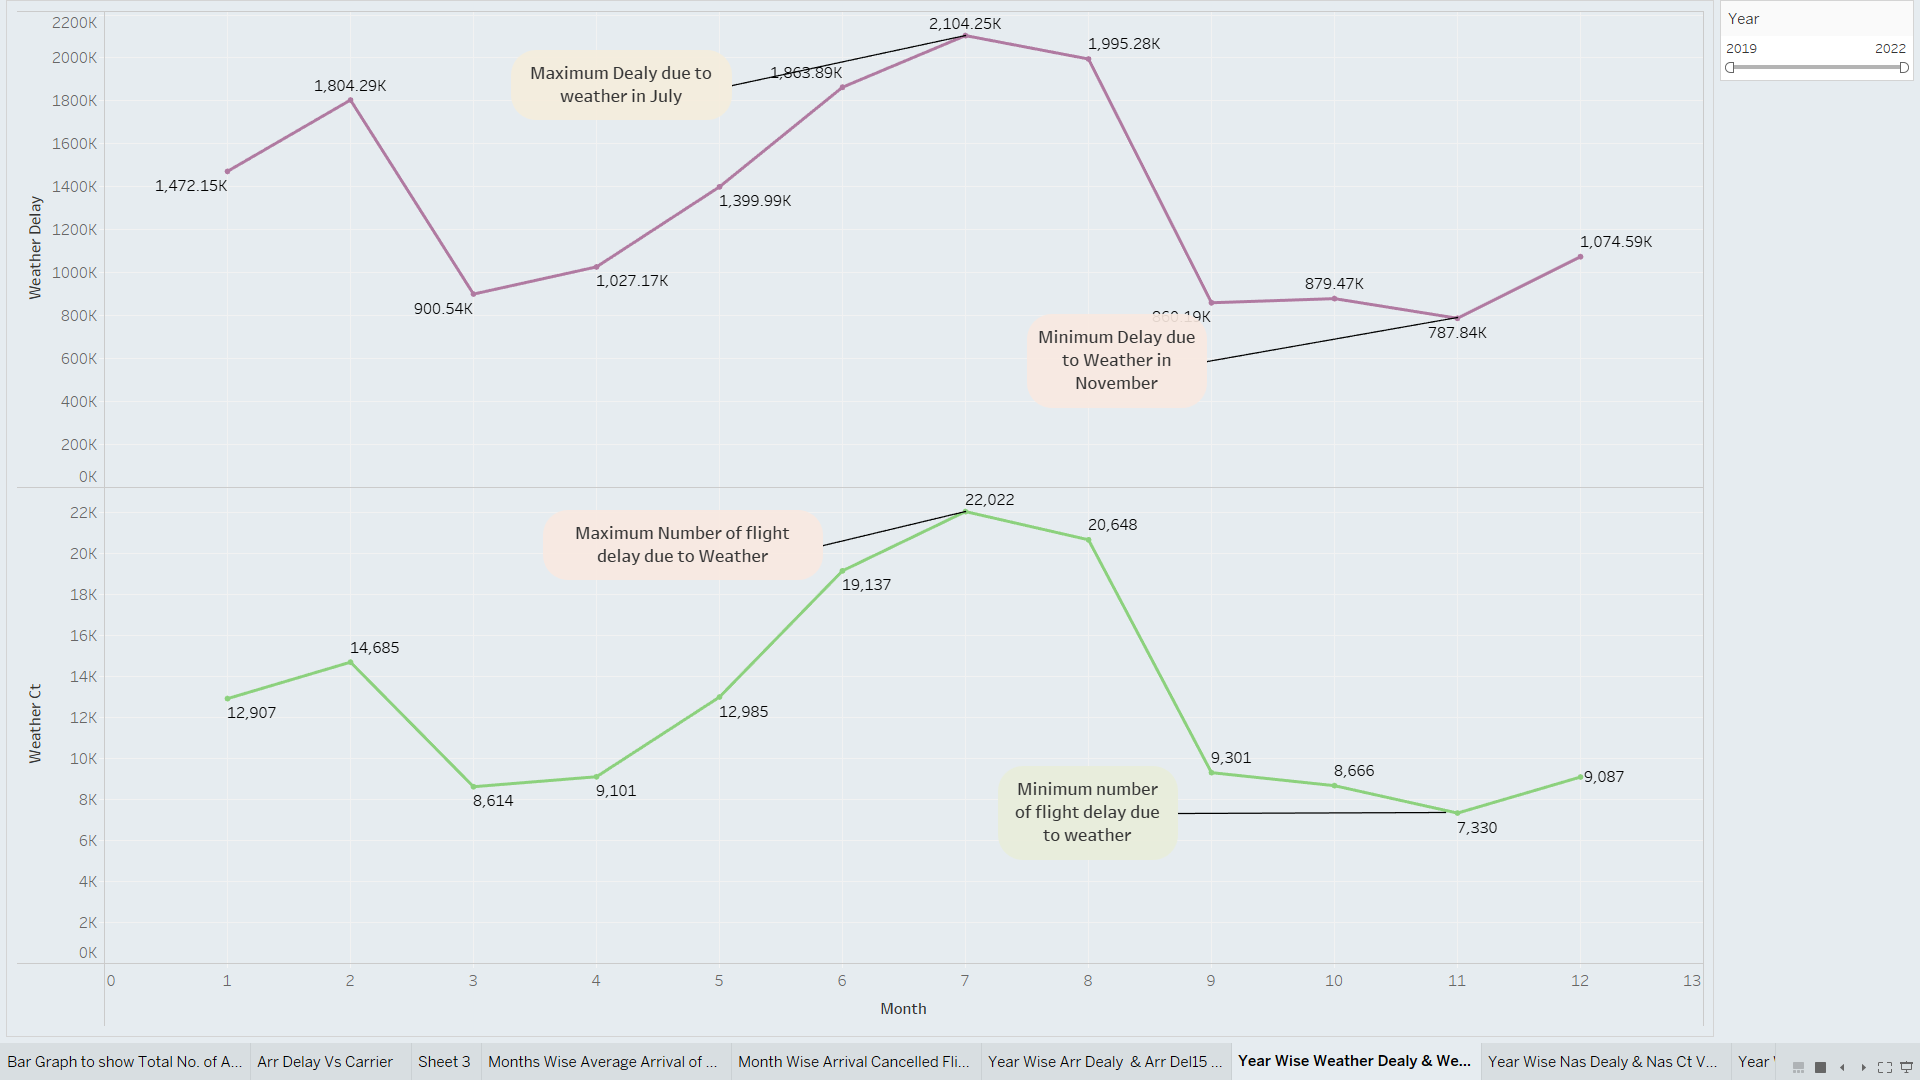 2200K
2000K
1800K
1600K
1400K
1200K
1000K
800K
600K
400K
200K
0K
Weather Delay
1,472.15K
1,804.29K
900.54K
1,027.17K
1,399.99K
1,863.89K
2,104.25K
1,995.28K
860.19K
879.47K
787.84K
1,074.59K
Maximum Dealy due to
weather in July
Minimum Delay due
to Weather in
November
22K
20K
18K
16K
14K
12K
10K
8K
6K
4K
2K
0K
Weather Ct
12,907
14,685
8,614
9,101
12,985
19,137
22,022
20,648
9,301
8,666
7,330
9,087
Maximum Number of flight
delay due to Weather
Minimum number
of flight delay due
to weather
0 1 2 3 4 5 6 7 8 9 10 11 12 13
Month
Year
2019 2022
Bar Graph to show Total No. of A... Arr Delay Vs Carrier Sheet 3 Months Wise Average Arrival of ... Month Wise Arrival Cancelled Fli... Year Wise Arr Dealy & Arr Del15 ... Year Wise Weather Dealy & We... Year Wise Nas Dealy & Nas Ct V... Year